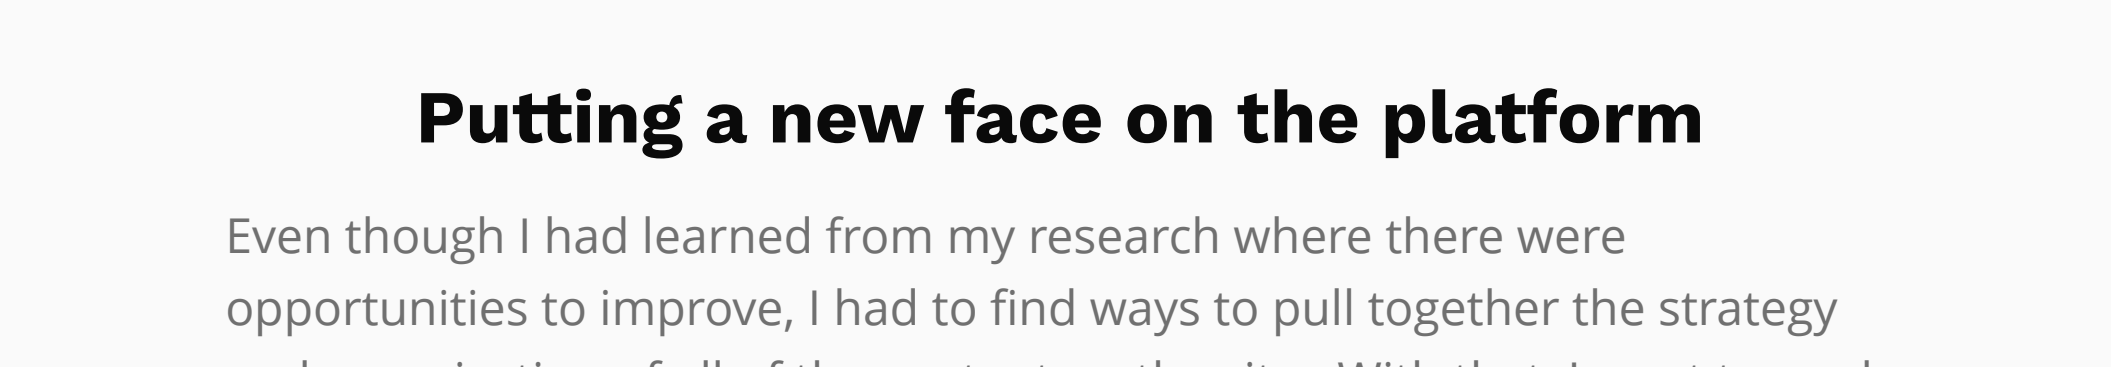 Putting a new face on the platform
Even though I had learned from my research where there were
opportunities to improve, I had to find ways to pull together the strategy